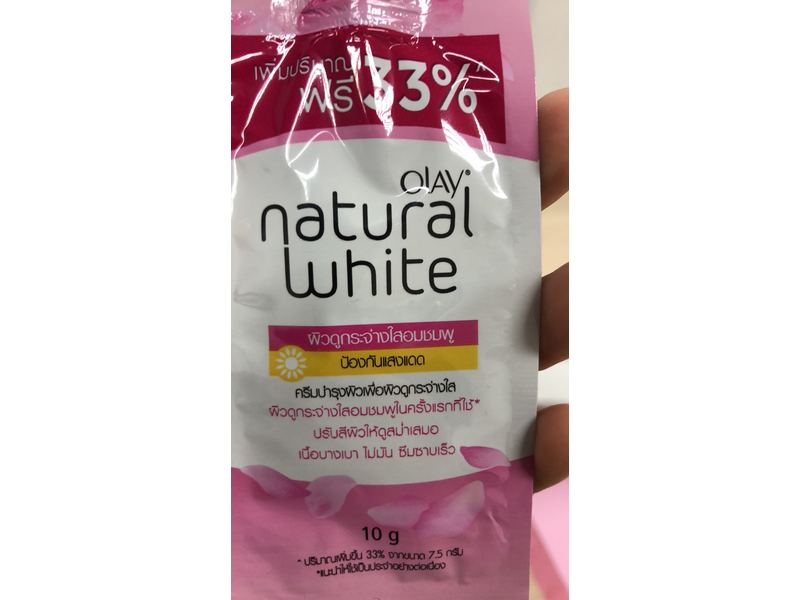 เพิ่มปริมาณ
ฟรี 33%^
OLAY®
natural
white
ผิวดูกระจ่างใสอมชมพู
ป้องกันแสงแดด
ครีมบำรุงผิวเพื่อผิวดูกระจ่างใส
ผิวดูกระจ่างใสอมชมพูในครั้งแรกที่ใช้*
ปรับสีผิวให้ดูสม่ำเสมอ
เนื้อบางเบา ไม่มัน ซึมซาบเร็ว
10 g
^ ปริมาณเพิ่มขึ้น 33% จากขนาด 7.5 กรัม
*แนะนำให้ใช้เป็นประจำอย่างต่อเนื่อง